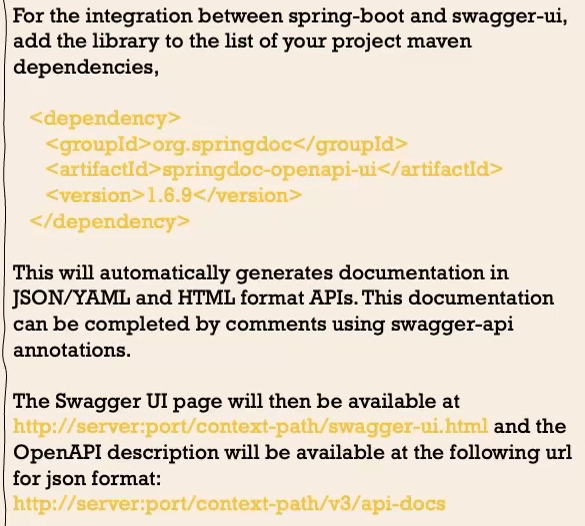 For the integration between spring-boot and swagger-ui,
add the library to the list of your project maven
dependencies,
<dependency>
<groupId>org.springdoc</groupId>
<artifactId>springdoc-openapi-ui</artifactId>
<version>1.6.9</version>
</dependency>
This will automatically generates documentation in
JSON/YAML and HTML format APIs. This documentation
can be completed by comments using swagger-api
annotations.
The Swagger UI page will then be available at
http://server:port/context-path/swagger-ui.html and the
OpenAPI description will be available at the following url
for json format:
http://server:port/context-path/v3/api-docs